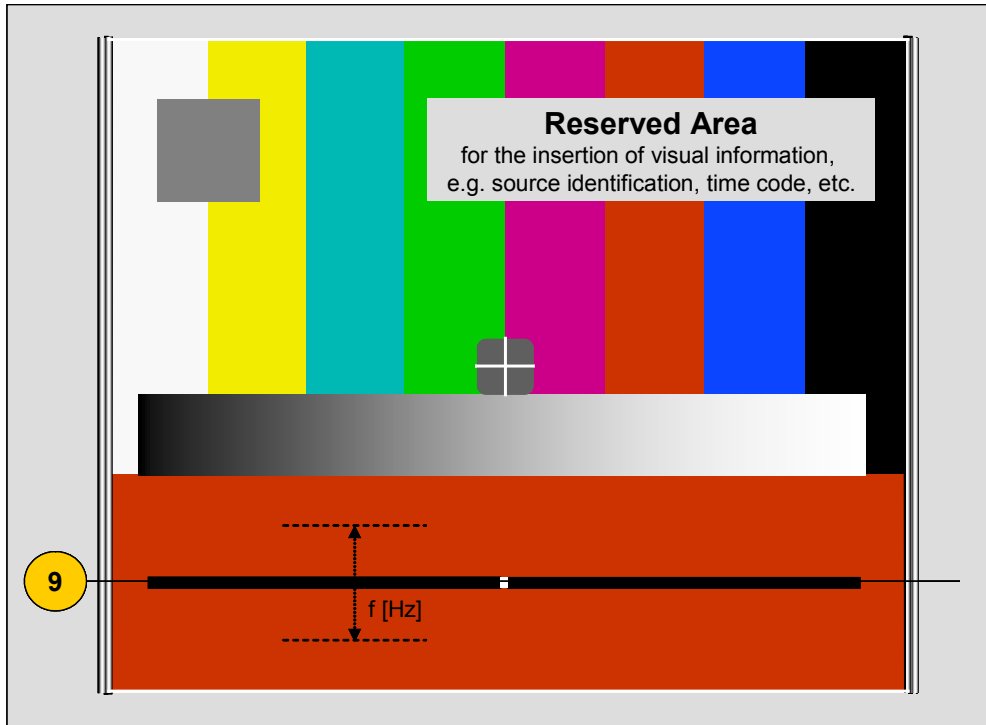 Reserved Area
for the insertion of visual information,
e.g. source identification, time code, etc.
9
f [Hz]